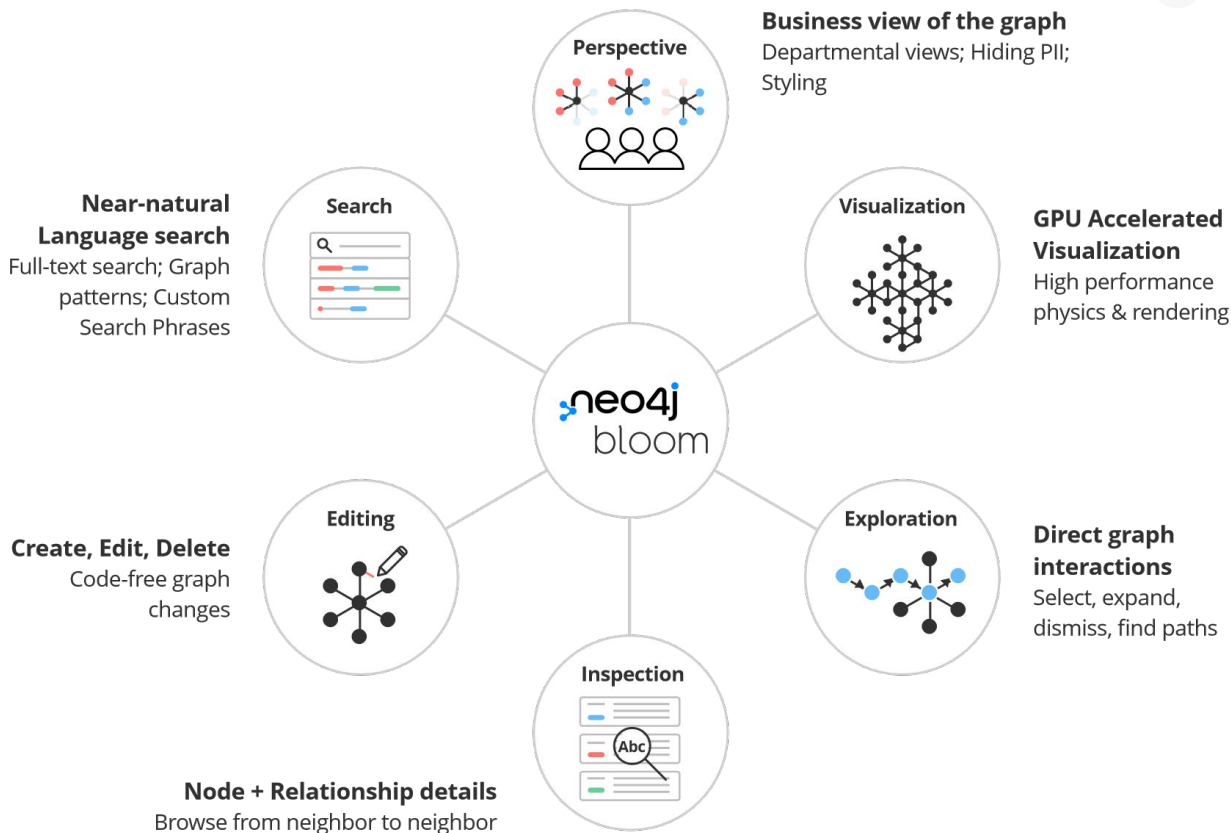 Perspective
Business view of the graph
Departmental views; Hiding PII;
Styling
Search
Near-natural
Language search
Full-text search; Graph
patterns; Custom
Search Phrases
Visualization
GPU Accelerated
Visualization
High performance
physics & rendering
neo4j
bloom
Editing
Create, Edit, Delete
Code-free graph
changes
Exploration
Direct graph
interactions
Select, expand,
dismiss, find paths
Inspection
Abc
Node + Relationship details
Browse from neighbor to neighbor